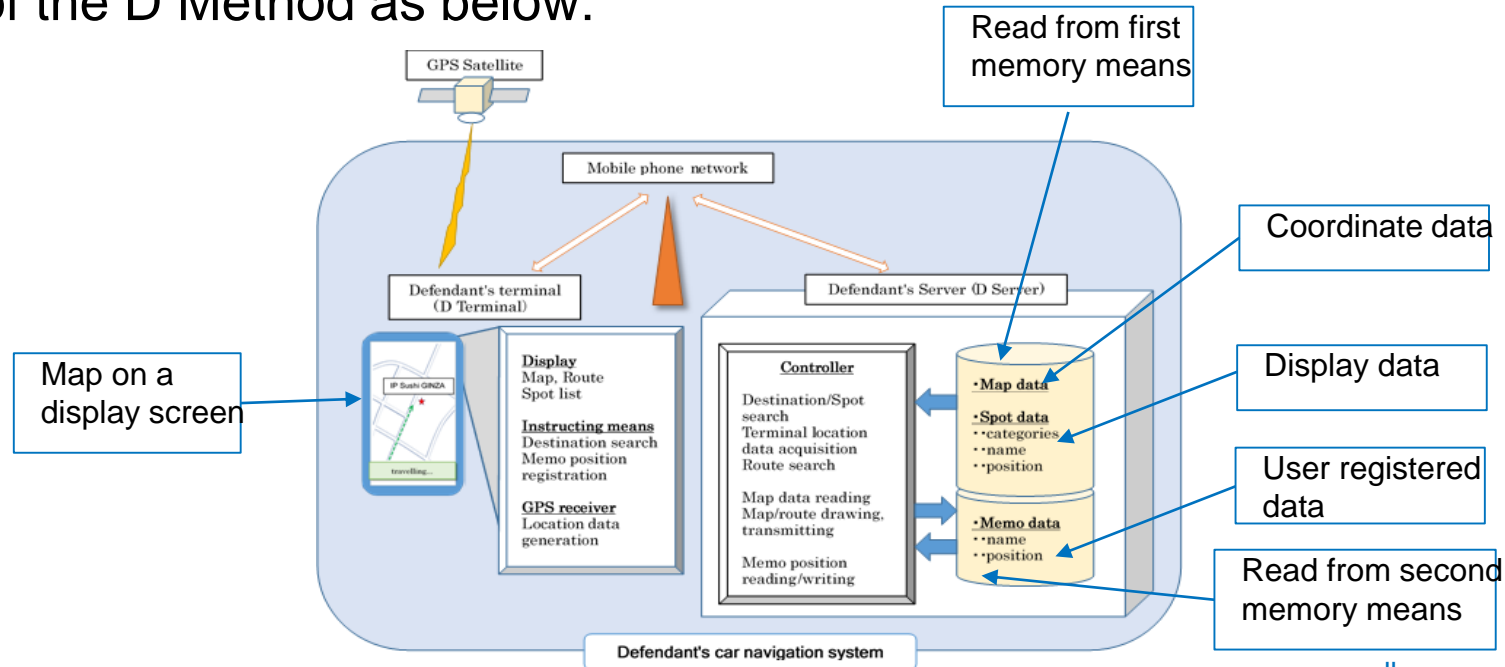 of the D Method as below.
Read from first
memory means
GPS Satellite
Mobile phone network
Coordinate data
Defendant's terminal
(D Terminal)
Defendant's Server (D Server)
Map on a
display screen
IP Sushi GINZA
travelling...
Display
Map, Route
Spot list
Instructing means
Destination search
Memo position
registration
GPS receiver
Location data
generation
Controller
Destination/Spot
search
Terminal location
data acquisition
Route search
Map data reading
Map/route drawing,
transmitting
Memo position
reading/writing
・Map data
・Spot data
・・categories
・・name
・・position
・Memo data
・・name
・・position
Display data
User registered
data
Read from second
memory means
Defendant's car navigation system